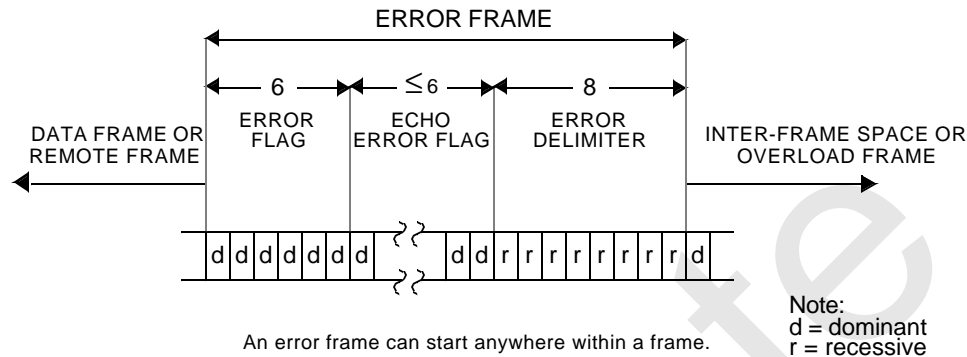 ERROR FRAME
6 ≤6 8
ERROR FLAG
ECHO ERROR FLAG
ERROR DELIMITER
DATA FRAME OR
REMOTE FRAME
INTER-FRAME SPACE OR
OVERLOAD FRAME
d d d d d d d d d r r r r r r r r d
An error frame can start anywhere within a frame.
Note:
d = dominant
r = recessive
te